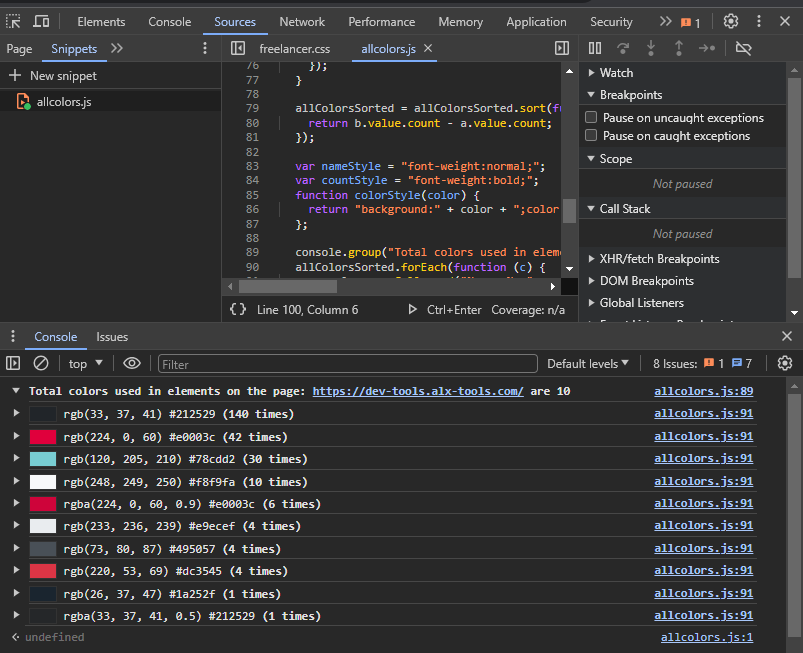 Elements Console Sources Network Performance Memory Application Security 1
Page Snippets freelancer.css allcolors.js
New snippet
allcolors.js
76 });
77 }
78
79 allColorsSorted = allColorsSorted.sort(fu
80 return b.value.count - a.value.count;
81 });
82
83 var nameStyle = "font-weight:normal;";
84 var countStyle = "font-weight:bold;";
85 function colorStyle(color) {
86 return "background:" + color + ";color
87 };
88
89 console.group("Total colors used in eleme
90 allColorsSorted.forEach(function (c) {
{} Line 100, Column 6 Ctrl+Enter Coverage: n/a
Watch
Breakpoints
Pause on uncaught exceptions
Pause on caught exceptions
Scope
Not paused
Call Stack
Not paused
XHR/fetch Breakpoints
DOM Breakpoints
Global Listeners
Console Issues
top Filter Default levels 8 Issues: 1 7
Total colors used in elements on the page: https://dev-tools.alx-tools.com/ are 10 allcolors.js:89
rgb(33, 37, 41) #212529 (140 times) allcolors.js:91
rgb(224, 0, 60) #e0003c (42 times) allcolors.js:91
rgb(120, 205, 210) #78cdd2 (30 times) allcolors.js:91
rgb(248, 249, 250) #f8f9fa (10 times) allcolors.js:91
rgba(224, 0, 60, 0.9) #e0003c (6 times) allcolors.js:91
rgb(233, 236, 239) #e9ecef (4 times) allcolors.js:91
rgb(73, 80, 87) #495057 (4 times) allcolors.js:91
rgb(220, 53, 69) #dc3545 (4 times) allcolors.js:91
rgb(26, 37, 47) #1a252f (1 times) allcolors.js:91
rgba(33, 37, 41, 0.5) #212529 (1 times) allcolors.js:91
undefined allcolors.js:1